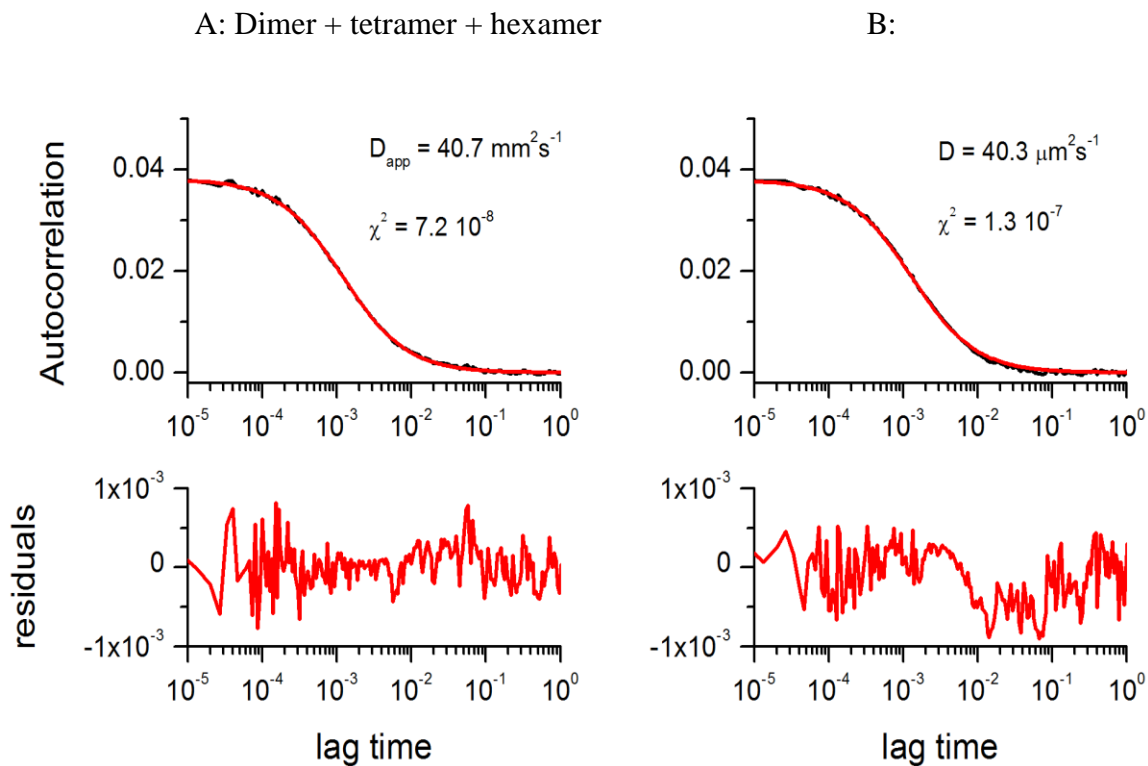 A: Dimer + tetramer + hexamer
B:
Autocorrelation
0.04
0.02
0.00
D_app = 40.7 mm²s⁻¹
χ² = 7.2 10⁻⁸
10⁻⁵ 10⁻⁴ 10⁻³ 10⁻² 10⁻¹ 10⁰
0.04
0.02
0.00
D = 40.3 μm²s⁻¹
χ² = 1.3 10⁻⁷
10⁻⁵ 10⁻⁴ 10⁻³ 10⁻² 10⁻¹ 10⁰
residuals
1x10⁻³
0
-1x10⁻³
10⁻⁵ 10⁻⁴ 10⁻³ 10⁻² 10⁻¹ 10⁰
lag time
1x10⁻³
0
-1x10⁻³
10⁻⁵ 10⁻⁴ 10⁻³ 10⁻² 10⁻¹ 10⁰
lag time